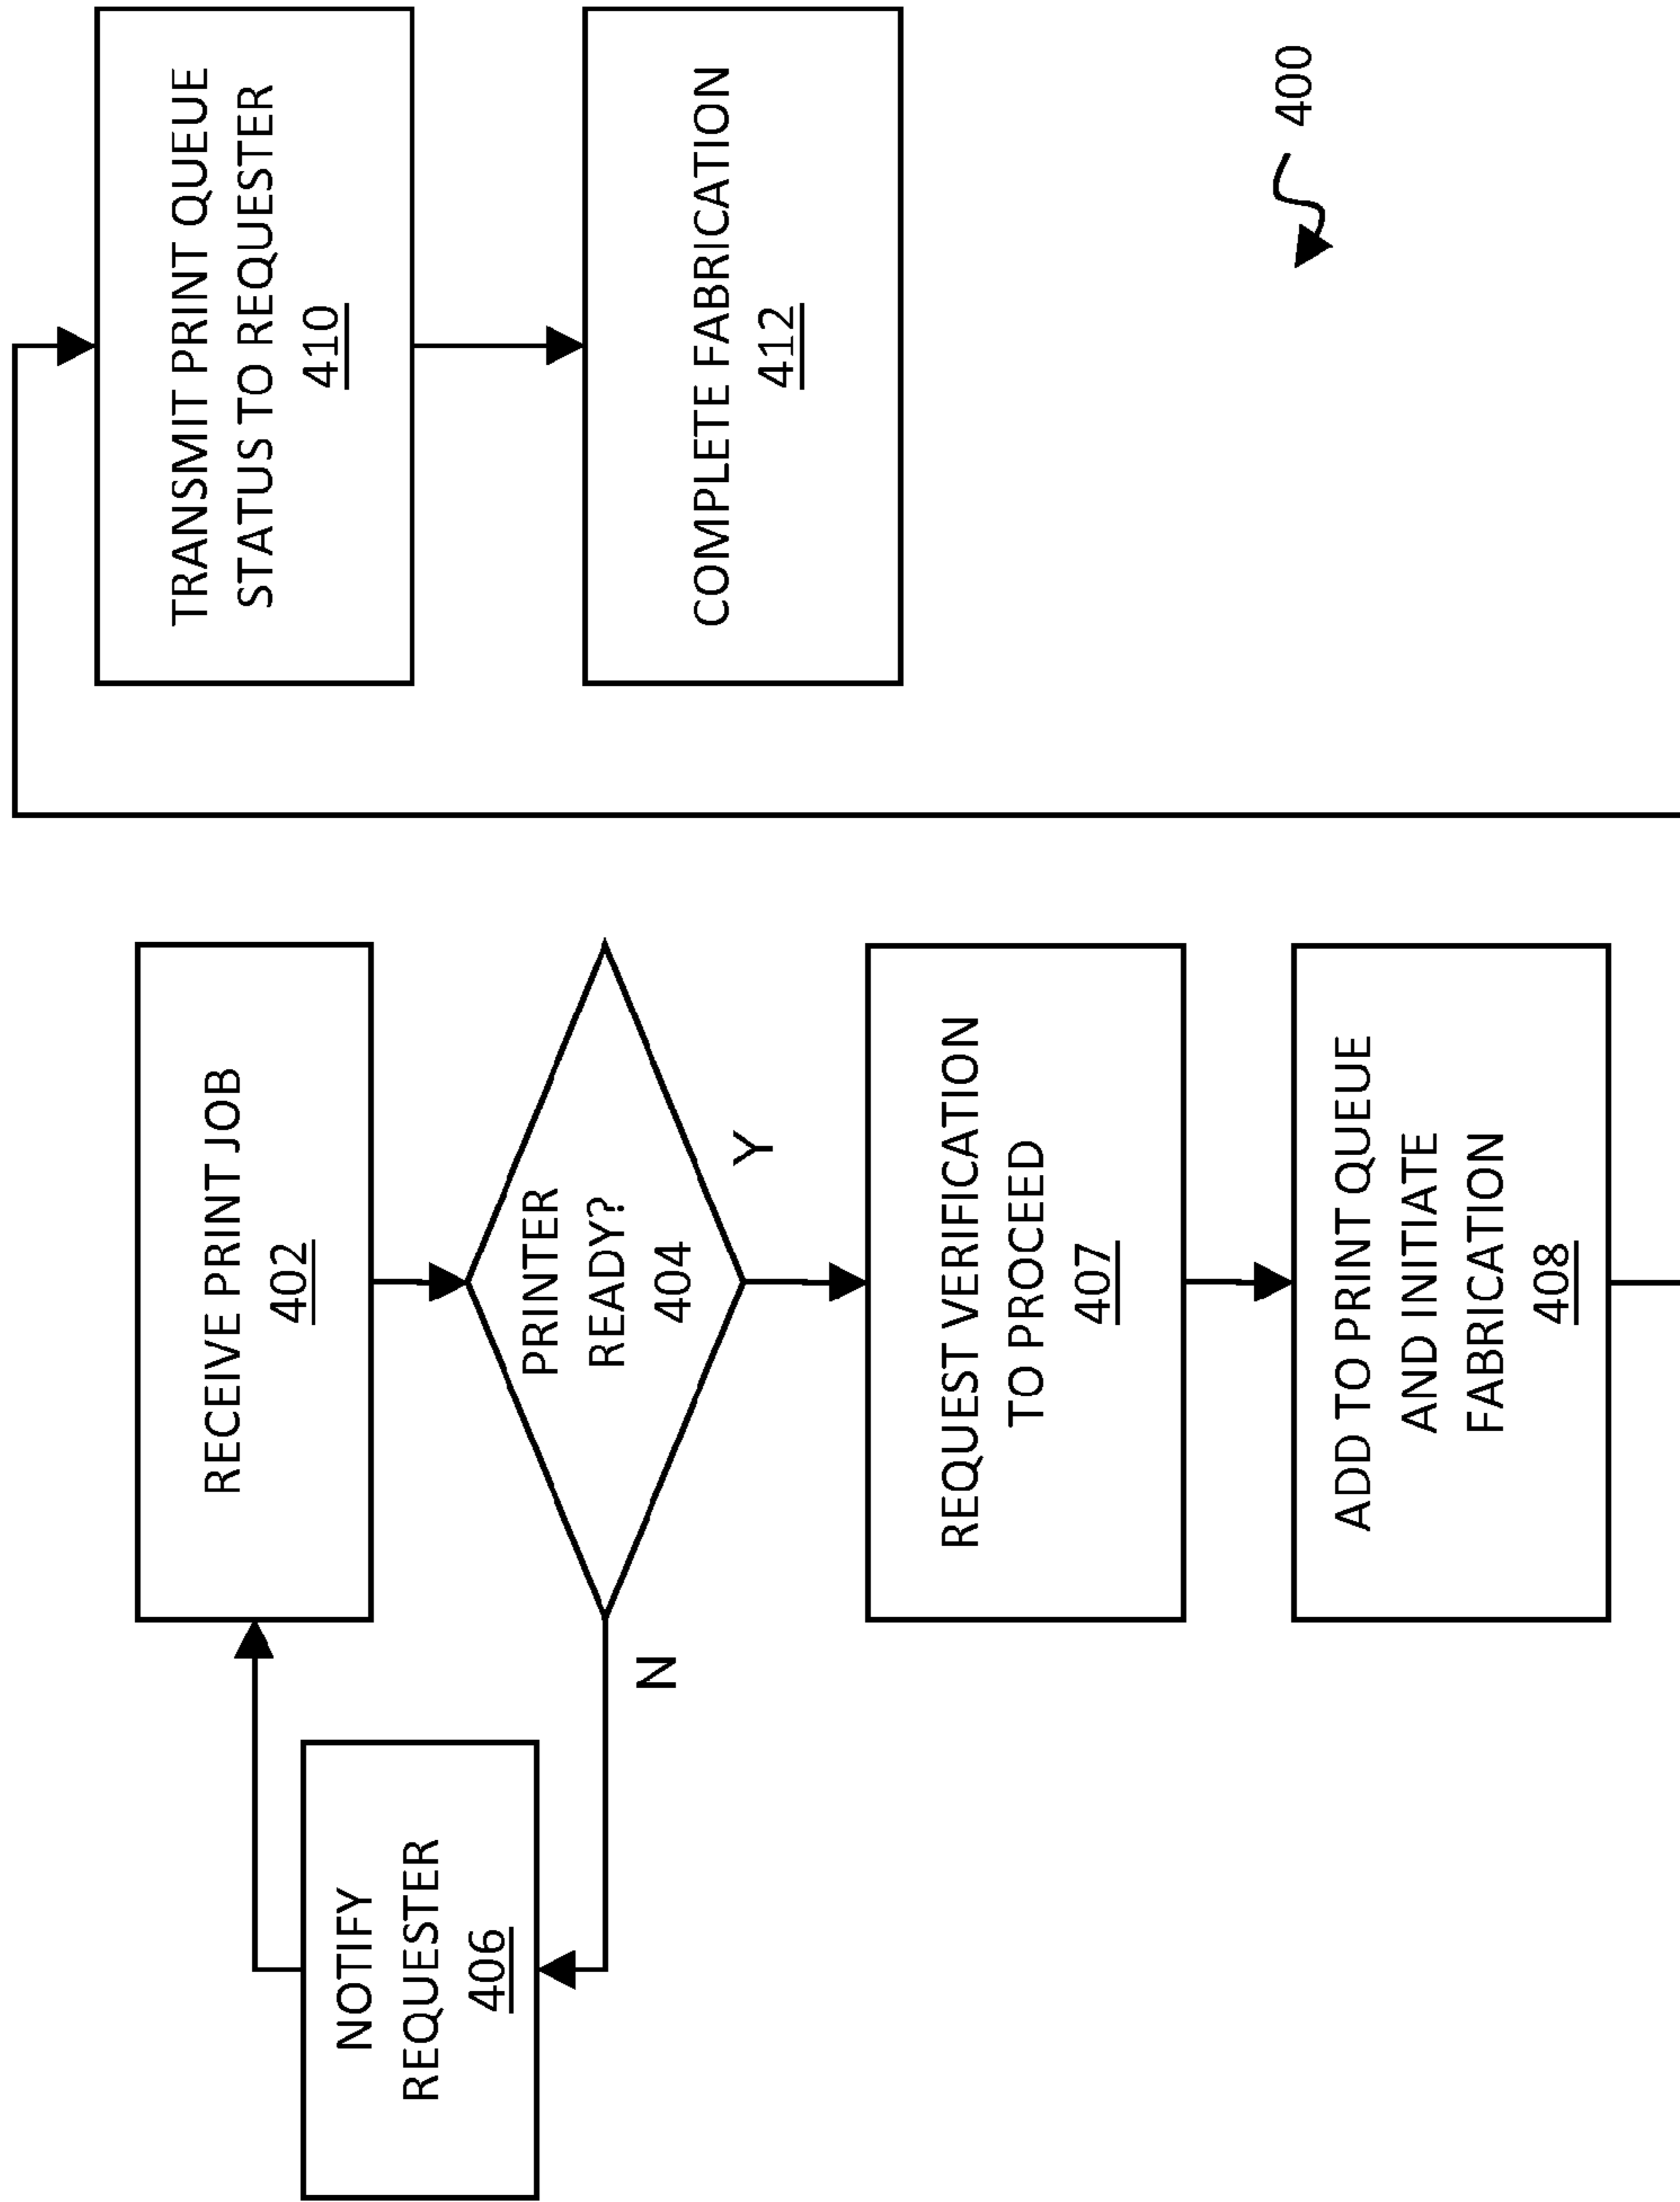 RECEIVE PRINT JOB
402
PRINTER
READY?
404
N
Y
NOTIFY
REQUESTER
406
REQUEST VERIFICATION
TO PROCEED
407
ADD TO PRINT QUEUE
AND INITIATE
FABRICATION
408
TRANSMIT PRINT QUEUE
STATUS TO REQUESTER
410
COMPLETE FABRICATION
412
400